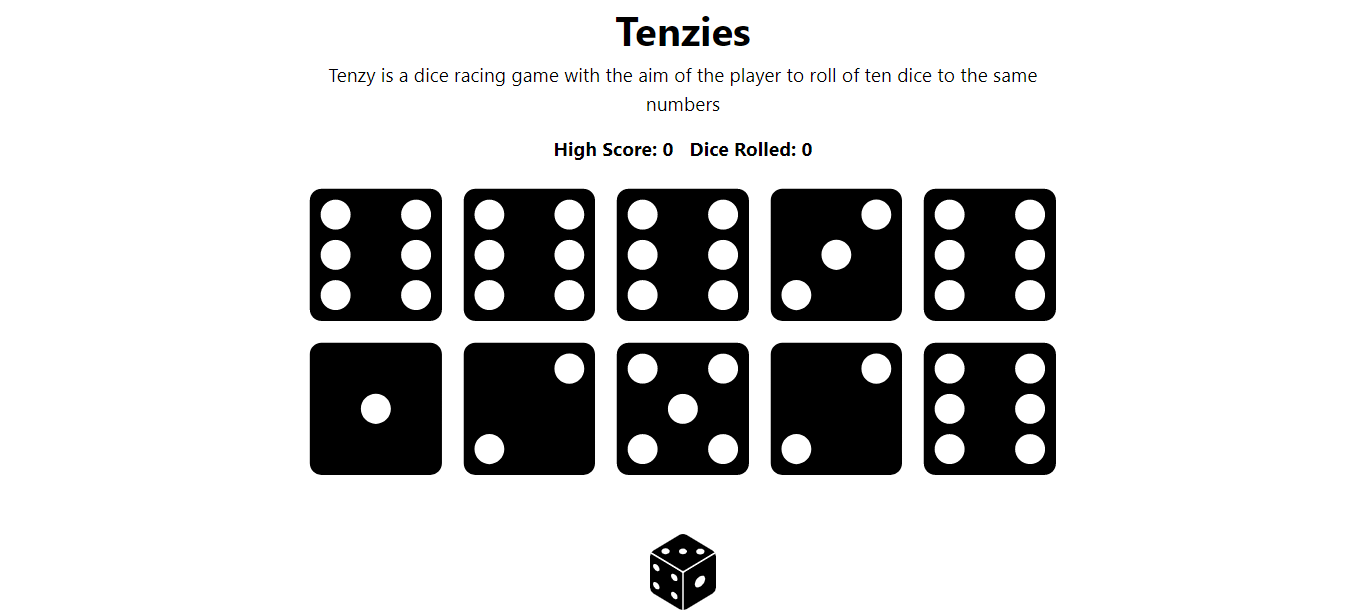 Tenzies
Tenzy is a dice racing game with the aim of the player to roll of ten dice to the same
numbers
High Score: 0 Dice Rolled: 0